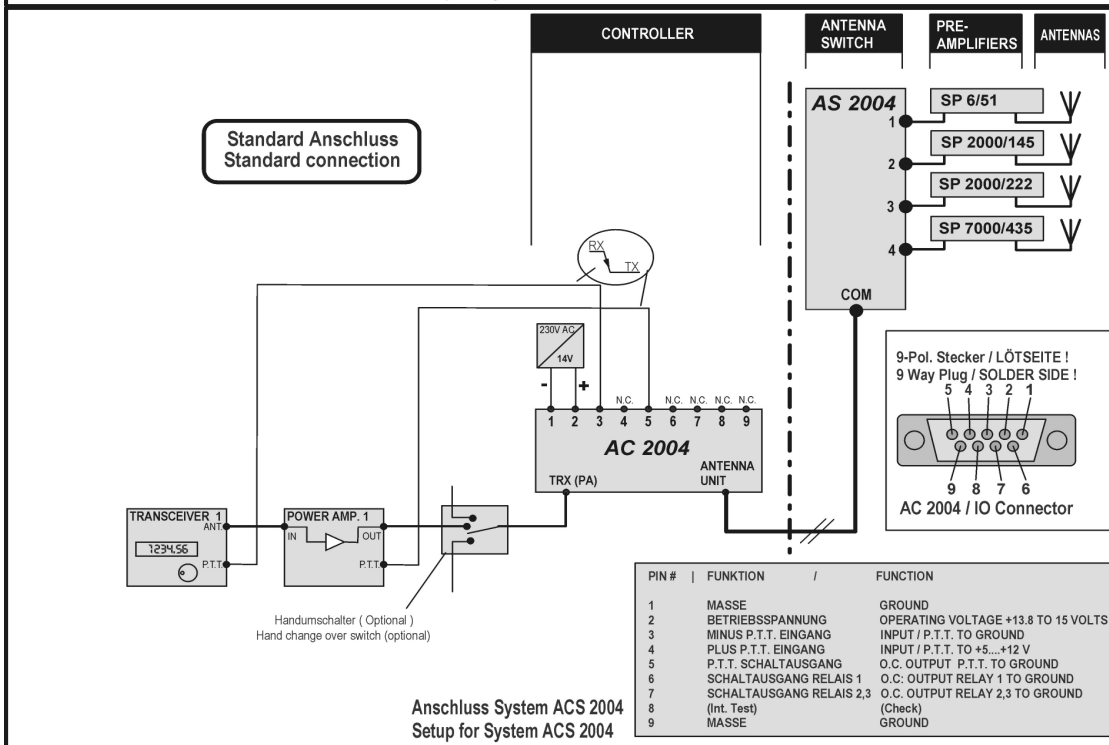 CONTROLLER
ANTENNA
SWITCH
PRE-
AMPLIFIERS
ANTENNAS
Standard Anschluss
Standard connection
AS 2004
1
2
3
4
COM
SP 6/51
SP 2000/145
SP 2000/222
SP 7000/435
RX
TX
230V AC
14V
- +
N.C. N.C. N.C. N.C. N.C.
1 2 3 4 5 6 7 8 9
AC 2004
TRX (PA)
ANTENNA
UNIT
TRANSCEIVER 1
ANT.
1234.56
P.T.T.
POWER AMP. 1
IN
OUT
P.T.T.
Handumschalter ( Optional )
Hand change over switch (optional)
9-Pol. Stecker / LÖTSEITE !
9 Way Plug / SOLDER SIDE !
5 4 3 2 1
9 8 7 6
AC 2004 / IO Connector
PIN # | FUNKTION / FUNCTION
1 MASSE GROUND
2 BETRIEBSSPANNUNG OPERATING VOLTAGE +13.8 TO 15 VOLTS
3 MINUS P.T.T. EINGANG INPUT / P.T.T. TO GROUND
4 PLUS P.T.T. EINGANG INPUT / P.T.T. TO +5....+12 V
5 P.T.T. SCHALTAUSGANG O.C. OUTPUT P.T.T. TO GROUND
6 SCHALTAUSGANG RELAIS 1 O.C: OUTPUT RELAY 1 TO GROUND
7 SCHALTAUSGANG RELAIS 2,3 O.C. OUTPUT RELAY 2,3 TO GROUND
8 (Int. Test) (Check)
9 MASSE GROUND
Anschluss System ACS 2004
Setup for System ACS 2004